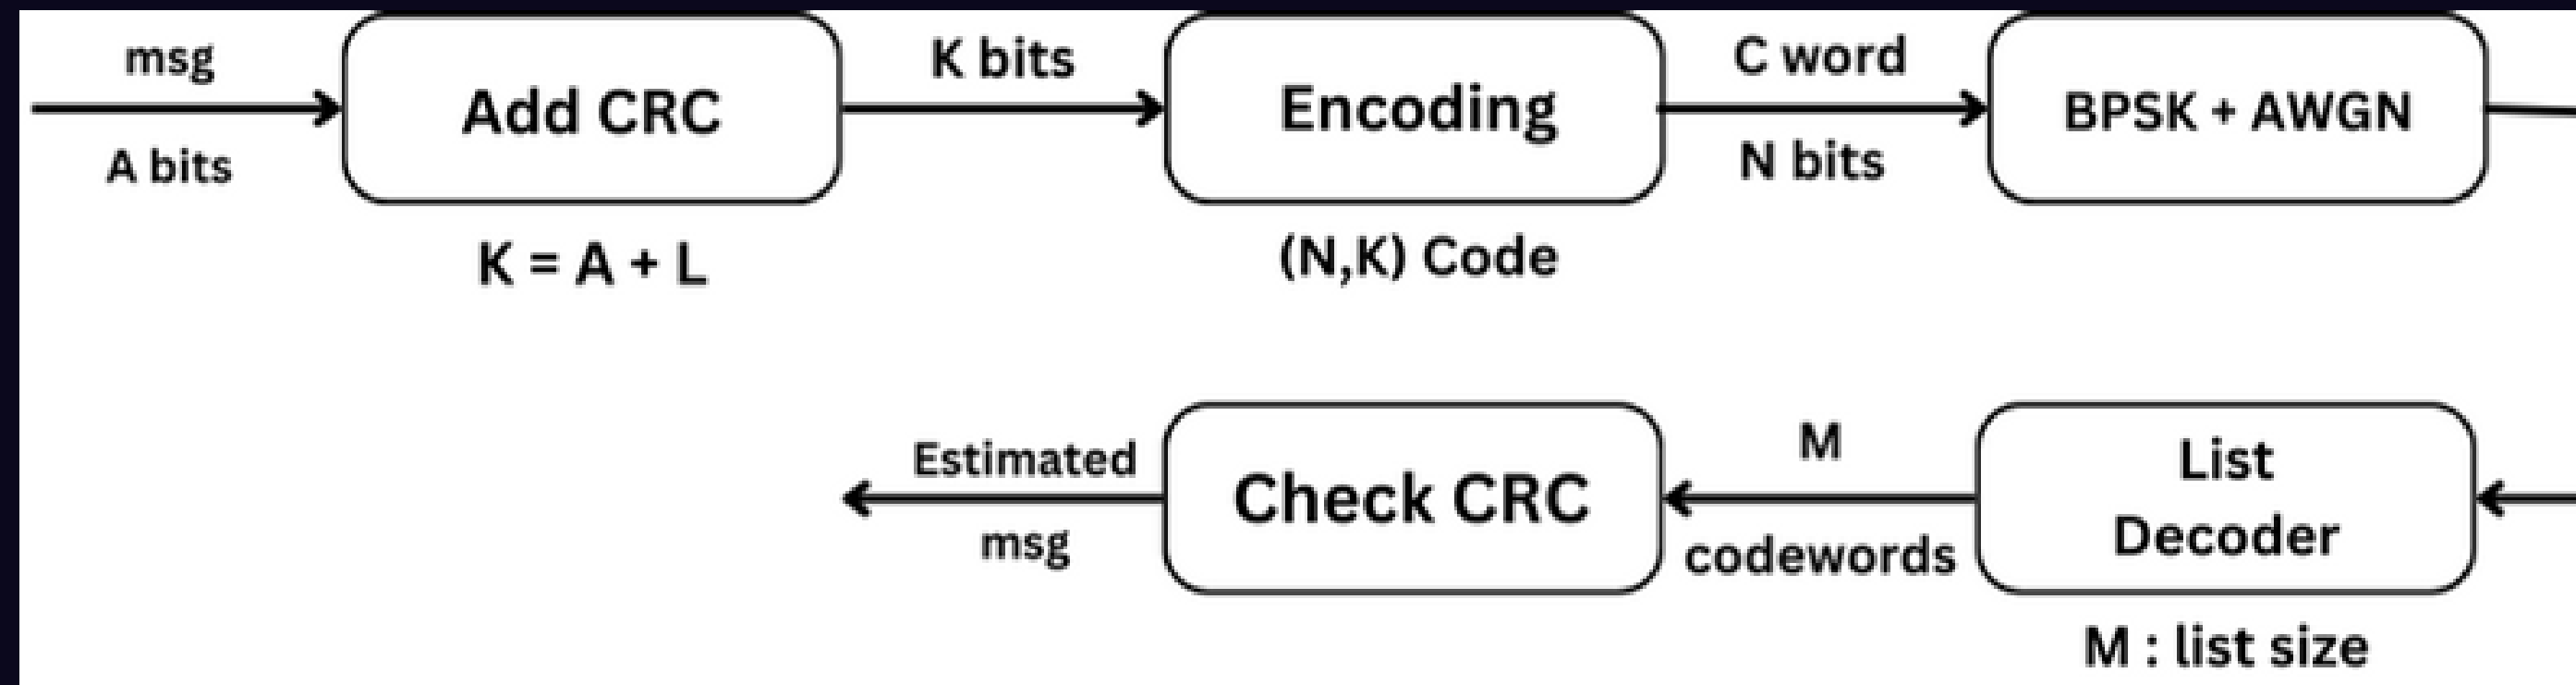 msg
A bits
Add CRC
K = A + L
K bits
Encoding
(N,K) Code
C word
N bits
BPSK + AWGN
List
Decoder
M : list size
M
codewords
Check CRC
Estimated
msg